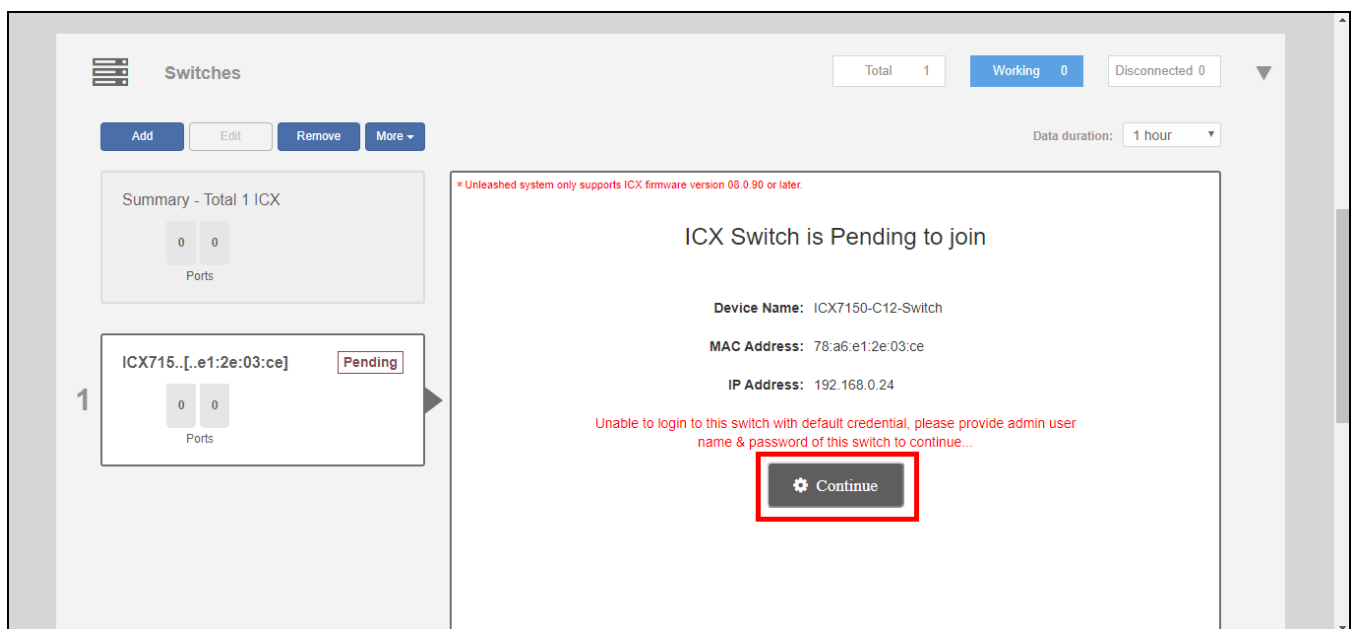 Switches
Total 1
Working 0
Disconnected 0
Add
Edit
Remove
More
Data duration: 1 hour
Summary - Total 1 ICX
0 0
Ports
1
ICX715..[..e1:2e:03:ce]
Pending
0 0
Ports
* Unleashed system only supports ICX firmware version 08.0.90 or later.
ICX Switch is Pending to join
Device Name: ICX7150-C12-Switch
MAC Address: 78:a6:e1:2e:03:ce
IP Address: 192.168.0.24
Unable to login to this switch with default credential, please provide admin user
name & password of this switch to continue...
Continue